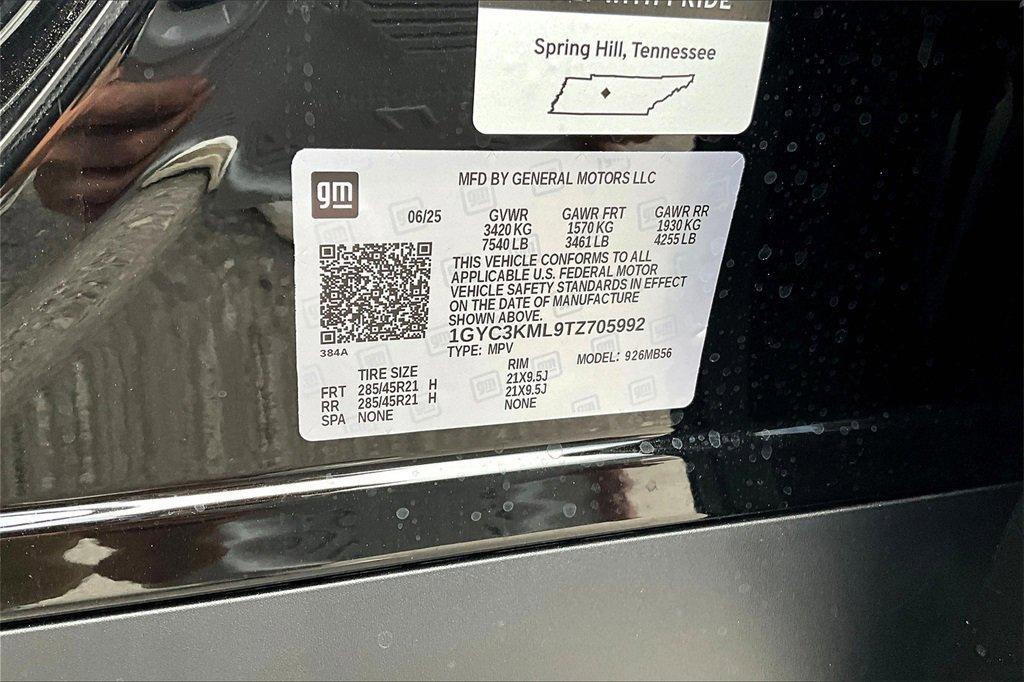 WITH PRIDE
Spring Hill, Tennessee
gm
MFD BY GENERAL MOTORS LLC
06/25 GVWR GAWR FRT GAWR RR
3420 KG 1570 KG 1930 KG
7540 LB 3461 LB 4255 LB
THIS VEHICLE CONFORMS TO ALL
APPLICABLE U.S. FEDERAL MOTOR
VEHICLE SAFETY STANDARDS IN EFFECT
ON THE DATE OF MANUFACTURE
SHOWN ABOVE.
1GYC3KML9TZ705992
384A TYPE: MPV MODEL: 926MB56
TIRE SIZE RIM
FRT 285/45R21 H 21X9.5J
RR 285/45R21 H 21X9.5J
SPA NONE NONE